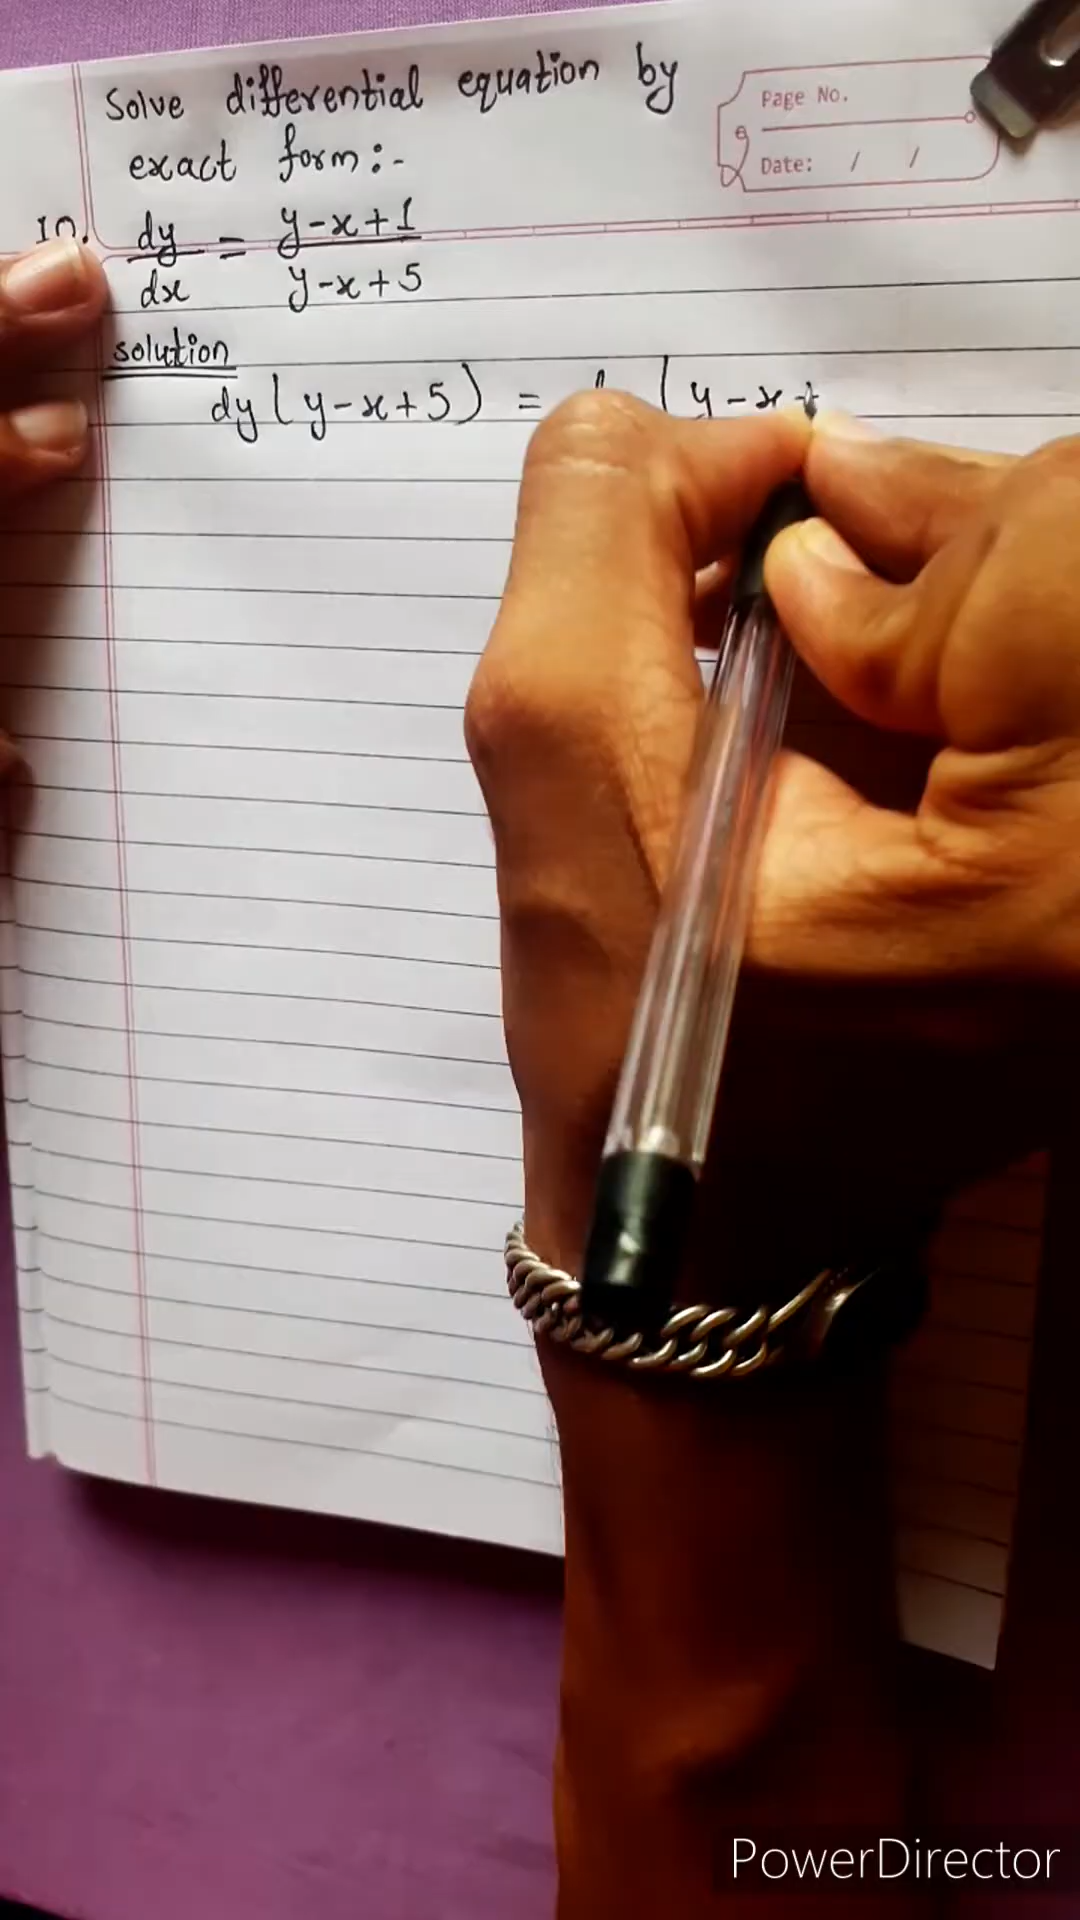 Solve differential equation by
exact form:-
Page No.
Date: / /
10. dy/dx = y-x+1/y-x+5
solution
dy(y-x+5) = (y-x+
PowerDirector